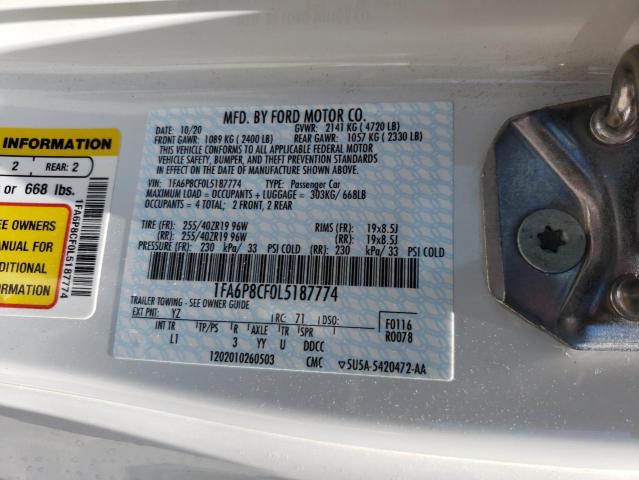 INFORMATION
2 REAR: 2
or 668 lbs.
SEE OWNERS
MANUAL FOR
ADDITIONAL
INFORMATION
1FA6P8CF0L5187774
MFD. BY FORD MOTOR CO.
DATE: 10/20 GVWR: 2141 KG ( 4720 LB)
FRONT GAWR: 1089 KG ( 2400 LB) REAR GAWR: 1057 KG ( 2330 LB)
THIS VEHICLE CONFORMS TO ALL APPLICABLE FEDERAL MOTOR
VEHICLE SAFETY, BUMPER, AND THEFT PREVENTION STANDARDS IN
EFFECT ON THE DATE OF MANUFACTURE SHOWN ABOVE.
VIN: 1FA6P8CF0L5187774 TYPE: Passenger Car
MAXIMUM LOAD = OCCUPANTS + LUGGAGE = 303KG/ 668LB
OCCUPANTS = 4 TOTAL: 2 FRONT, 2 REAR
TIRE (FR): 255/40ZR19 96W RIMS (FR): 19x8.5J
(RR): 255/40ZR19 96W (RR): 19x8.5J
PRESSURE (FR): 230 kPa/ 33 PSI COLD (RR): 230 kPa/ 33 PSI COLD
1FA6P8CF0L5187774
TRAILER TOWING - SEE OWNER GUIDE
EXT PNT: YZ RC: 71 DSO: F0116
INT TR TP/PS R AXLE TR SPR R0078
L1 3 YY U DDCC
1202010260503 CMC 5U5A-5420472-AA